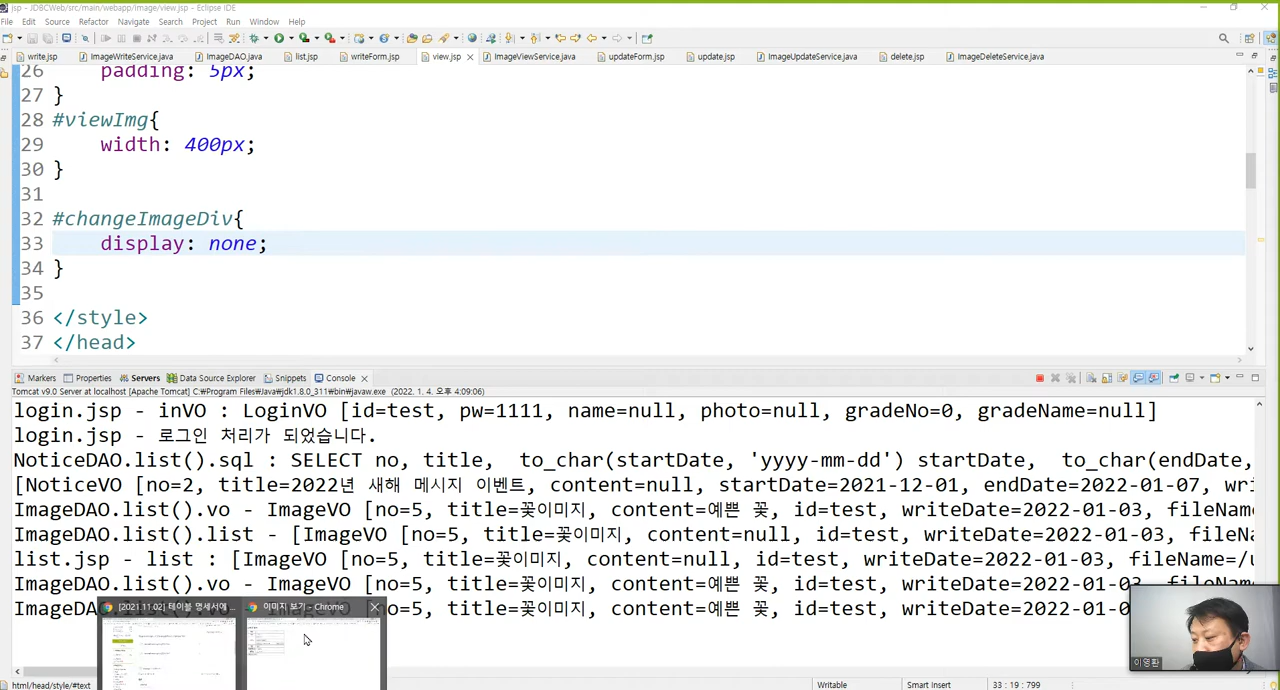 jsp - JDBCWeb/src/main/webapp/image/view.jsp - Eclipse IDE
File Edit Source Refactor Navigate Search Project Run Window Help
write.jsp ImageWriteService.java ImageDAO.java list.jsp writeForm.jsp view.jsp ImageViewService.java updateForm.jsp update.jsp ImageUpdateService.java delete.jsp ImageDeleteService.java
26 padding: 5px;
27 }
28 #viewImg{
29 width: 400px;
30 }
31
32 #changeImageDiv{
33 display: none;
34 }
35
36 </style>
37 </head>
Markers Properties Servers Data Source Explorer Snippets Console
Tomcat v9.0 Server at localhost [Apache Tomcat] C:₩Program Files₩Java₩jdk1.8.0_311₩bin₩javaw.exe (2022. 1. 4. 오후 4:09:06)
login.jsp - inVO : LoginVO [id=test, pw=1111, name=null, photo=null, gradeNo=0, gradeName=null]
login.jsp - 로그인 처리가 되었습니다.
NoticeDAO.list().sql : SELECT no, title, to_char(startDate, 'yyyy-mm-dd') startDate, to_char(endDate,
[NoticeVO [no=2, title=2022년 새해 메시지 이벤트, content=null, startDate=2021-12-01, endDate=2022-01-07, wri
ImageDAO.list().vo - ImageVO [no=5, title=꽃이미지, content=예쁜 꽃, id=test, writeDate=2022-01-03, fileName
ImageDAO.list().list - [ImageVO [no=5, title=꽃이미지, content=null, id=test, writeDate=2022-01-03, fileNa
list.jsp - list : [ImageVO [no=5, title=꽃이미지, content=null, id=test, writeDate=2022-01-03, fileName=/u
ImageDAO.list().vo - ImageVO [no=5, title=꽃이미지, content=예쁜 꽃, id=test, writeDate=2022-01-03, fileName
ImageDAO.list().vo - ImageVO [no=5, title=꽃이미지, content=예쁜 꽃, id=test, writeDate=2022-01-0
[2021.11.02] 테이블 명세서에 ... 이미지 보기 - Chrome
이영환
html/head/style/#text Writable Smart Insert 33 : 19 : 799